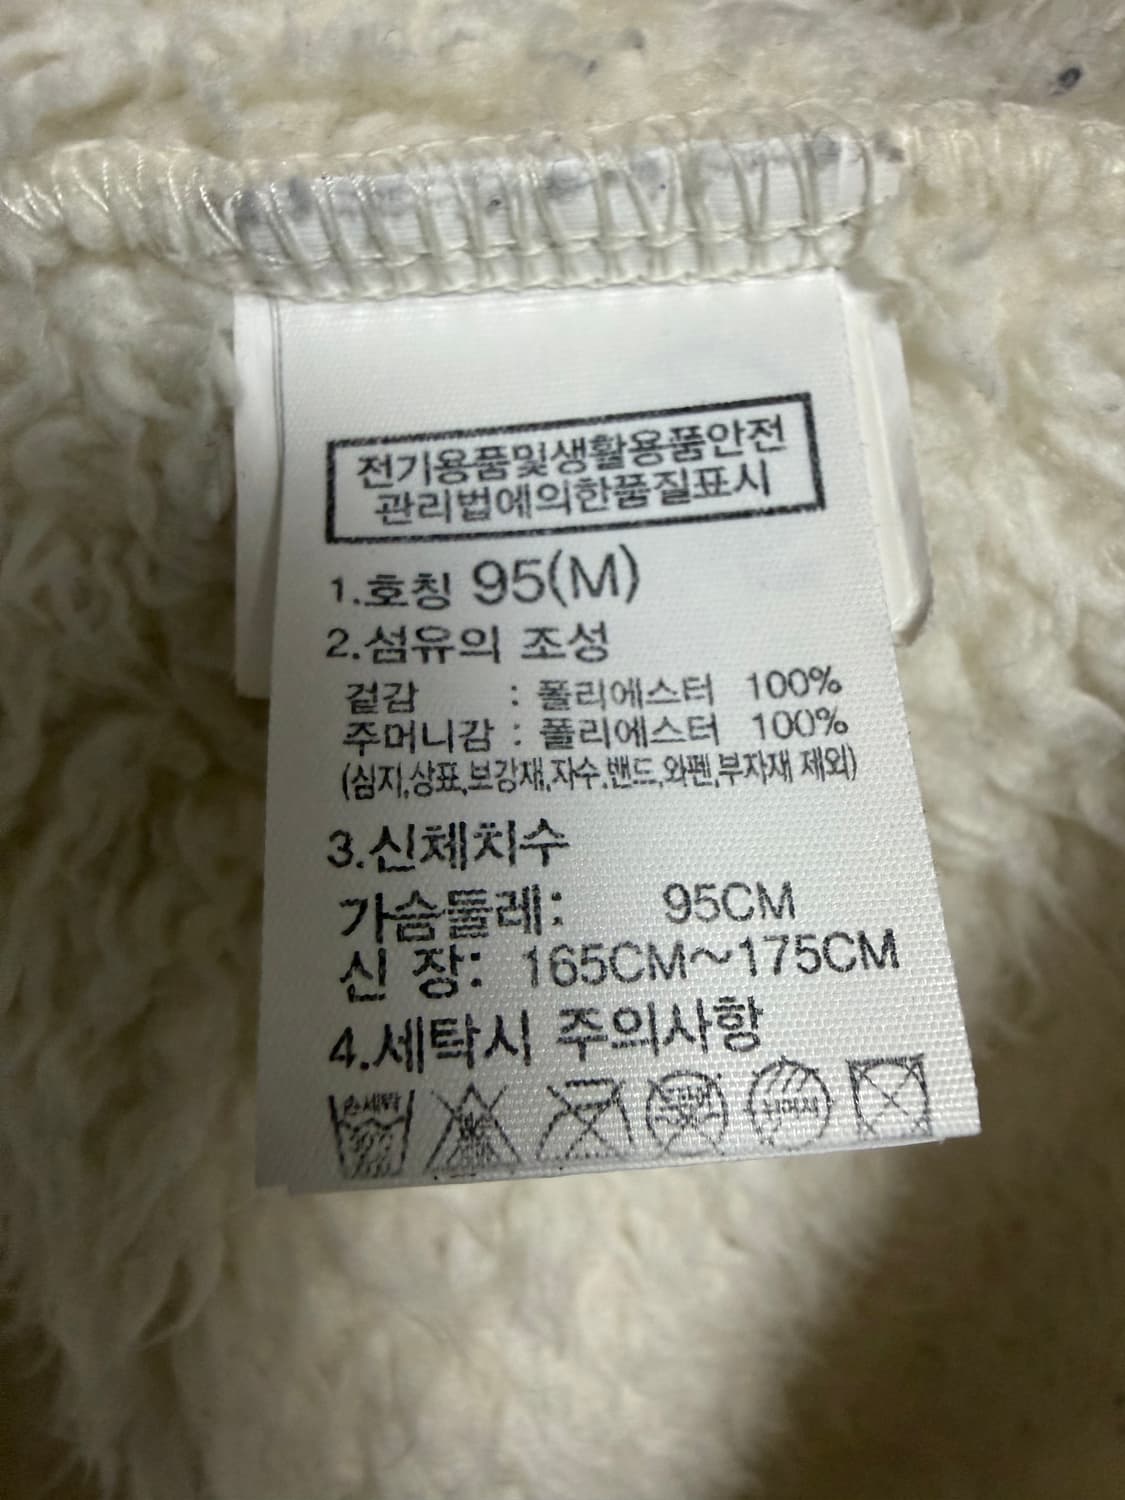 전기용품및생활용품안전
관리법에의한품질표시
1.호칭 95(M)
2.섬유의 조성
겉감 : 폴리에스터 100%
주머니감 : 폴리에스터 100%
(심지,상표,보강재,자수,밴드,와펜,부자재 제외)
3.신체치수
가슴둘레: 95CM
신 장: 165CM~175CM
4.세탁시 주의사항
손세탁